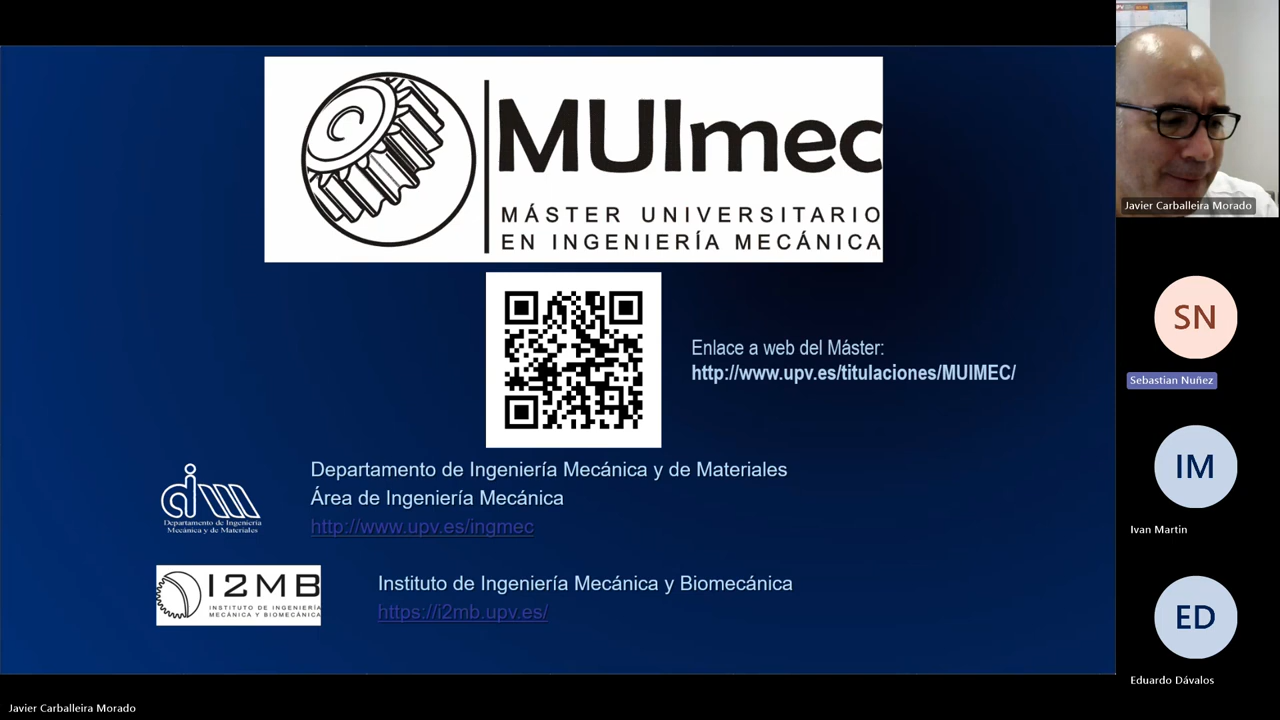 MUImec
MÁSTER UNIVERSITARIO
EN INGENIERÍA MECÁNICA
Enlace a web del Máster:
http://www.upv.es/titulaciones/MUIMEC/
Departamento de Ingeniería Mecánica y de Materiales
Área de Ingeniería Mecánica
http://www.upv.es/ingmec
dimm
Departamento de Ingeniería
Mecánica y de Materiales
I2MB
INSTITUTO DE INGENIERÍA
MECÁNICA Y BIOMECÁNICA
Instituto de Ingeniería Mecánica y Biomecánica
https://i2mb.upv.es/
Javier Carballeira Morado
SN
Sebastian Nuñez
IM
Ivan Martin
ED
Eduardo Dávalos
Javier Carballeira Morado